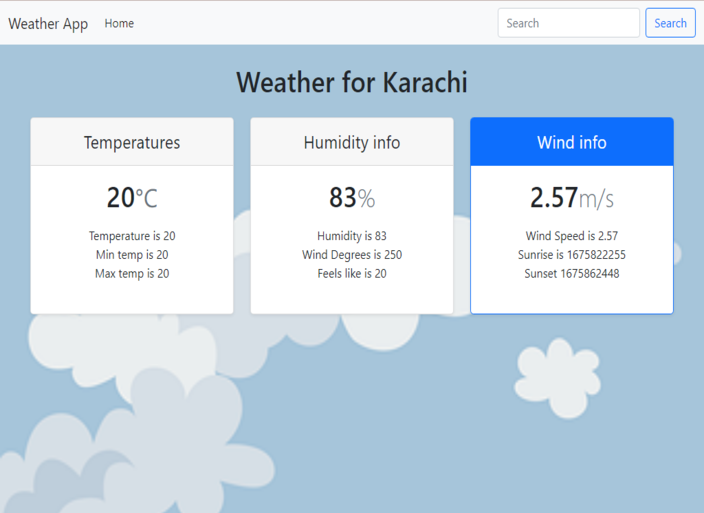 Weather App Home Search Search
Weather for Karachi
Temperatures
20°C
Temperature is 20
Min temp is 20
Max temp is 20
Humidity info
83%
Humidity is 83
Wind Degrees is 250
Feels like is 20
Wind info
2.57m/s
Wind Speed is 2.57
Sunrise is 1675822255
Sunset 1675862448